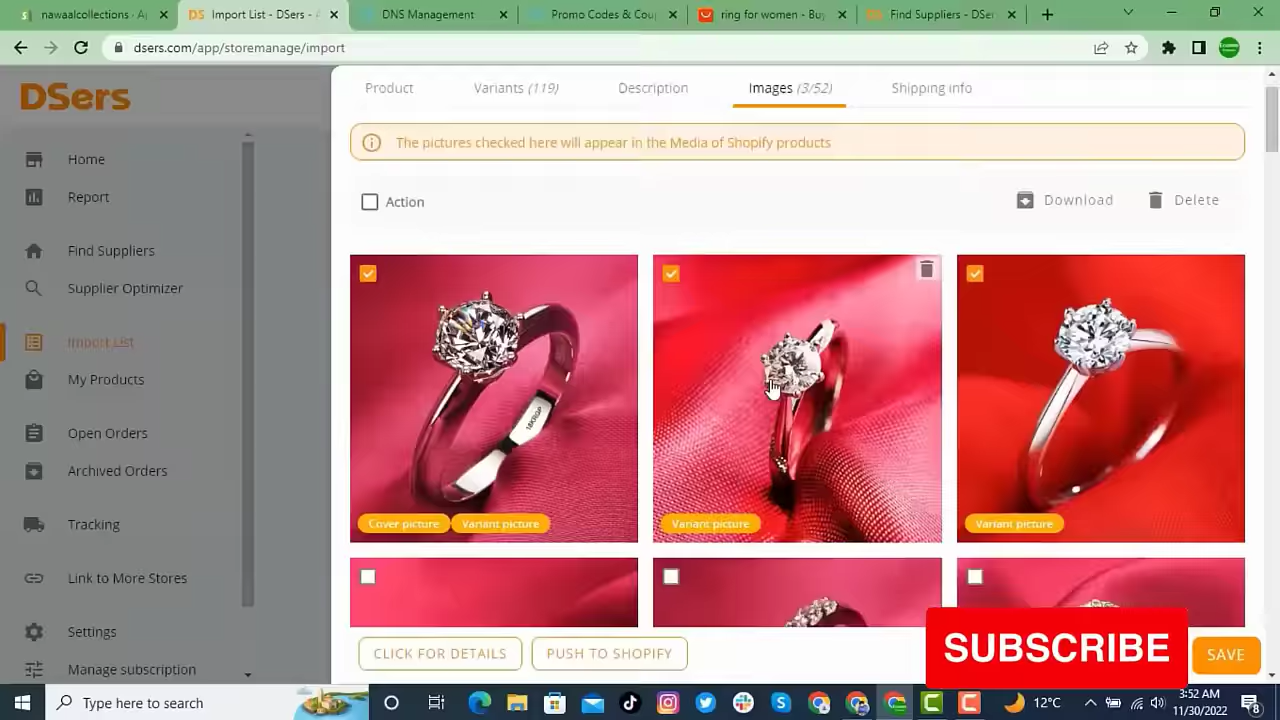 nawaalcollections · A
Import List - DSers - A
DNS Management
Promo Codes & Cou
ring for women - Buy
Find Suppliers - DSer
dsers.com/app/storemanage/import
DSers
Home
Report
Find Suppliers
Supplier Optimizer
Import List
My Products
Open Orders
Archived Orders
Tracking
Link to More Stores
Settings
Manage subscription
Product
Variants (119)
Description
Images (3/52)
Shipping info
The pictures checked here will appear in the Media of Shopify products
Action
Download
Delete
Cover picture
Variant picture
Variant picture
Variant picture
CLICK FOR DETAILS
PUSH TO SHOPIFY
SUBSCRIBE
SAVE
Type here to search
12°C
3:52 AM
11/30/2022
8